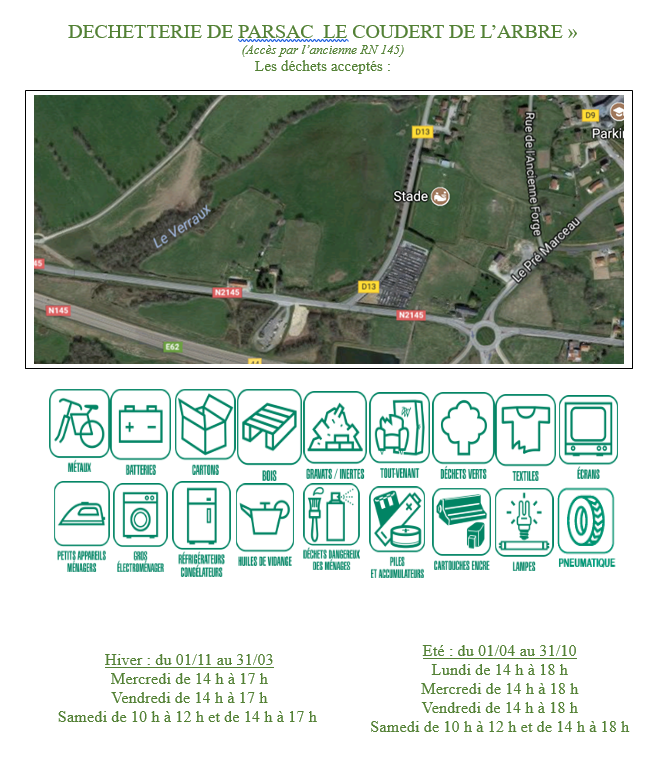 DECHETTERIE DE PARSAC LE COUDERT DE L'ARBRE »
(Accès par l'ancienne RN 145)
Les déchets acceptés :
D13
D9
Parkin
Rue de l'Ancienne Forge
Stade
Le Verraux
Le Pré Marceau
45
N2145
D13
N145
N2145
E62
MÉTAUX
BATTERIES
CARTONS
BOIS
GRAVATS / INERTES
TOUT-VENANT
DÉCHETS VERTS
TEXTILES
ÉCRANS
PETITS APPAREILS
MÉNAGERS
GROS
ÉLECTROMÉNAGER
RÉFRIGÉRATEURS
CONGÉLATEURS
HUILES DE VIDANGE
DÉCHETS DANGEREUX
DES MÉNAGES
PILES
ET ACCUMULATEURS
CARTOUCHES ENCRE
LAMPES
PNEUMATIQUE
Hiver : du 01/11 au 31/03
Mercredi de 14 h à 17 h
Vendredi de 14 h à 17 h
Samedi de 10 h à 12 h et de 14 h à 17 h
Eté : du 01/04 au 31/10
Lundi de 14 h à 18 h
Mercredi de 14 h à 18 h
Vendredi de 14 h à 18 h
Samedi de 10 h à 12 h et de 14 h à 18 h